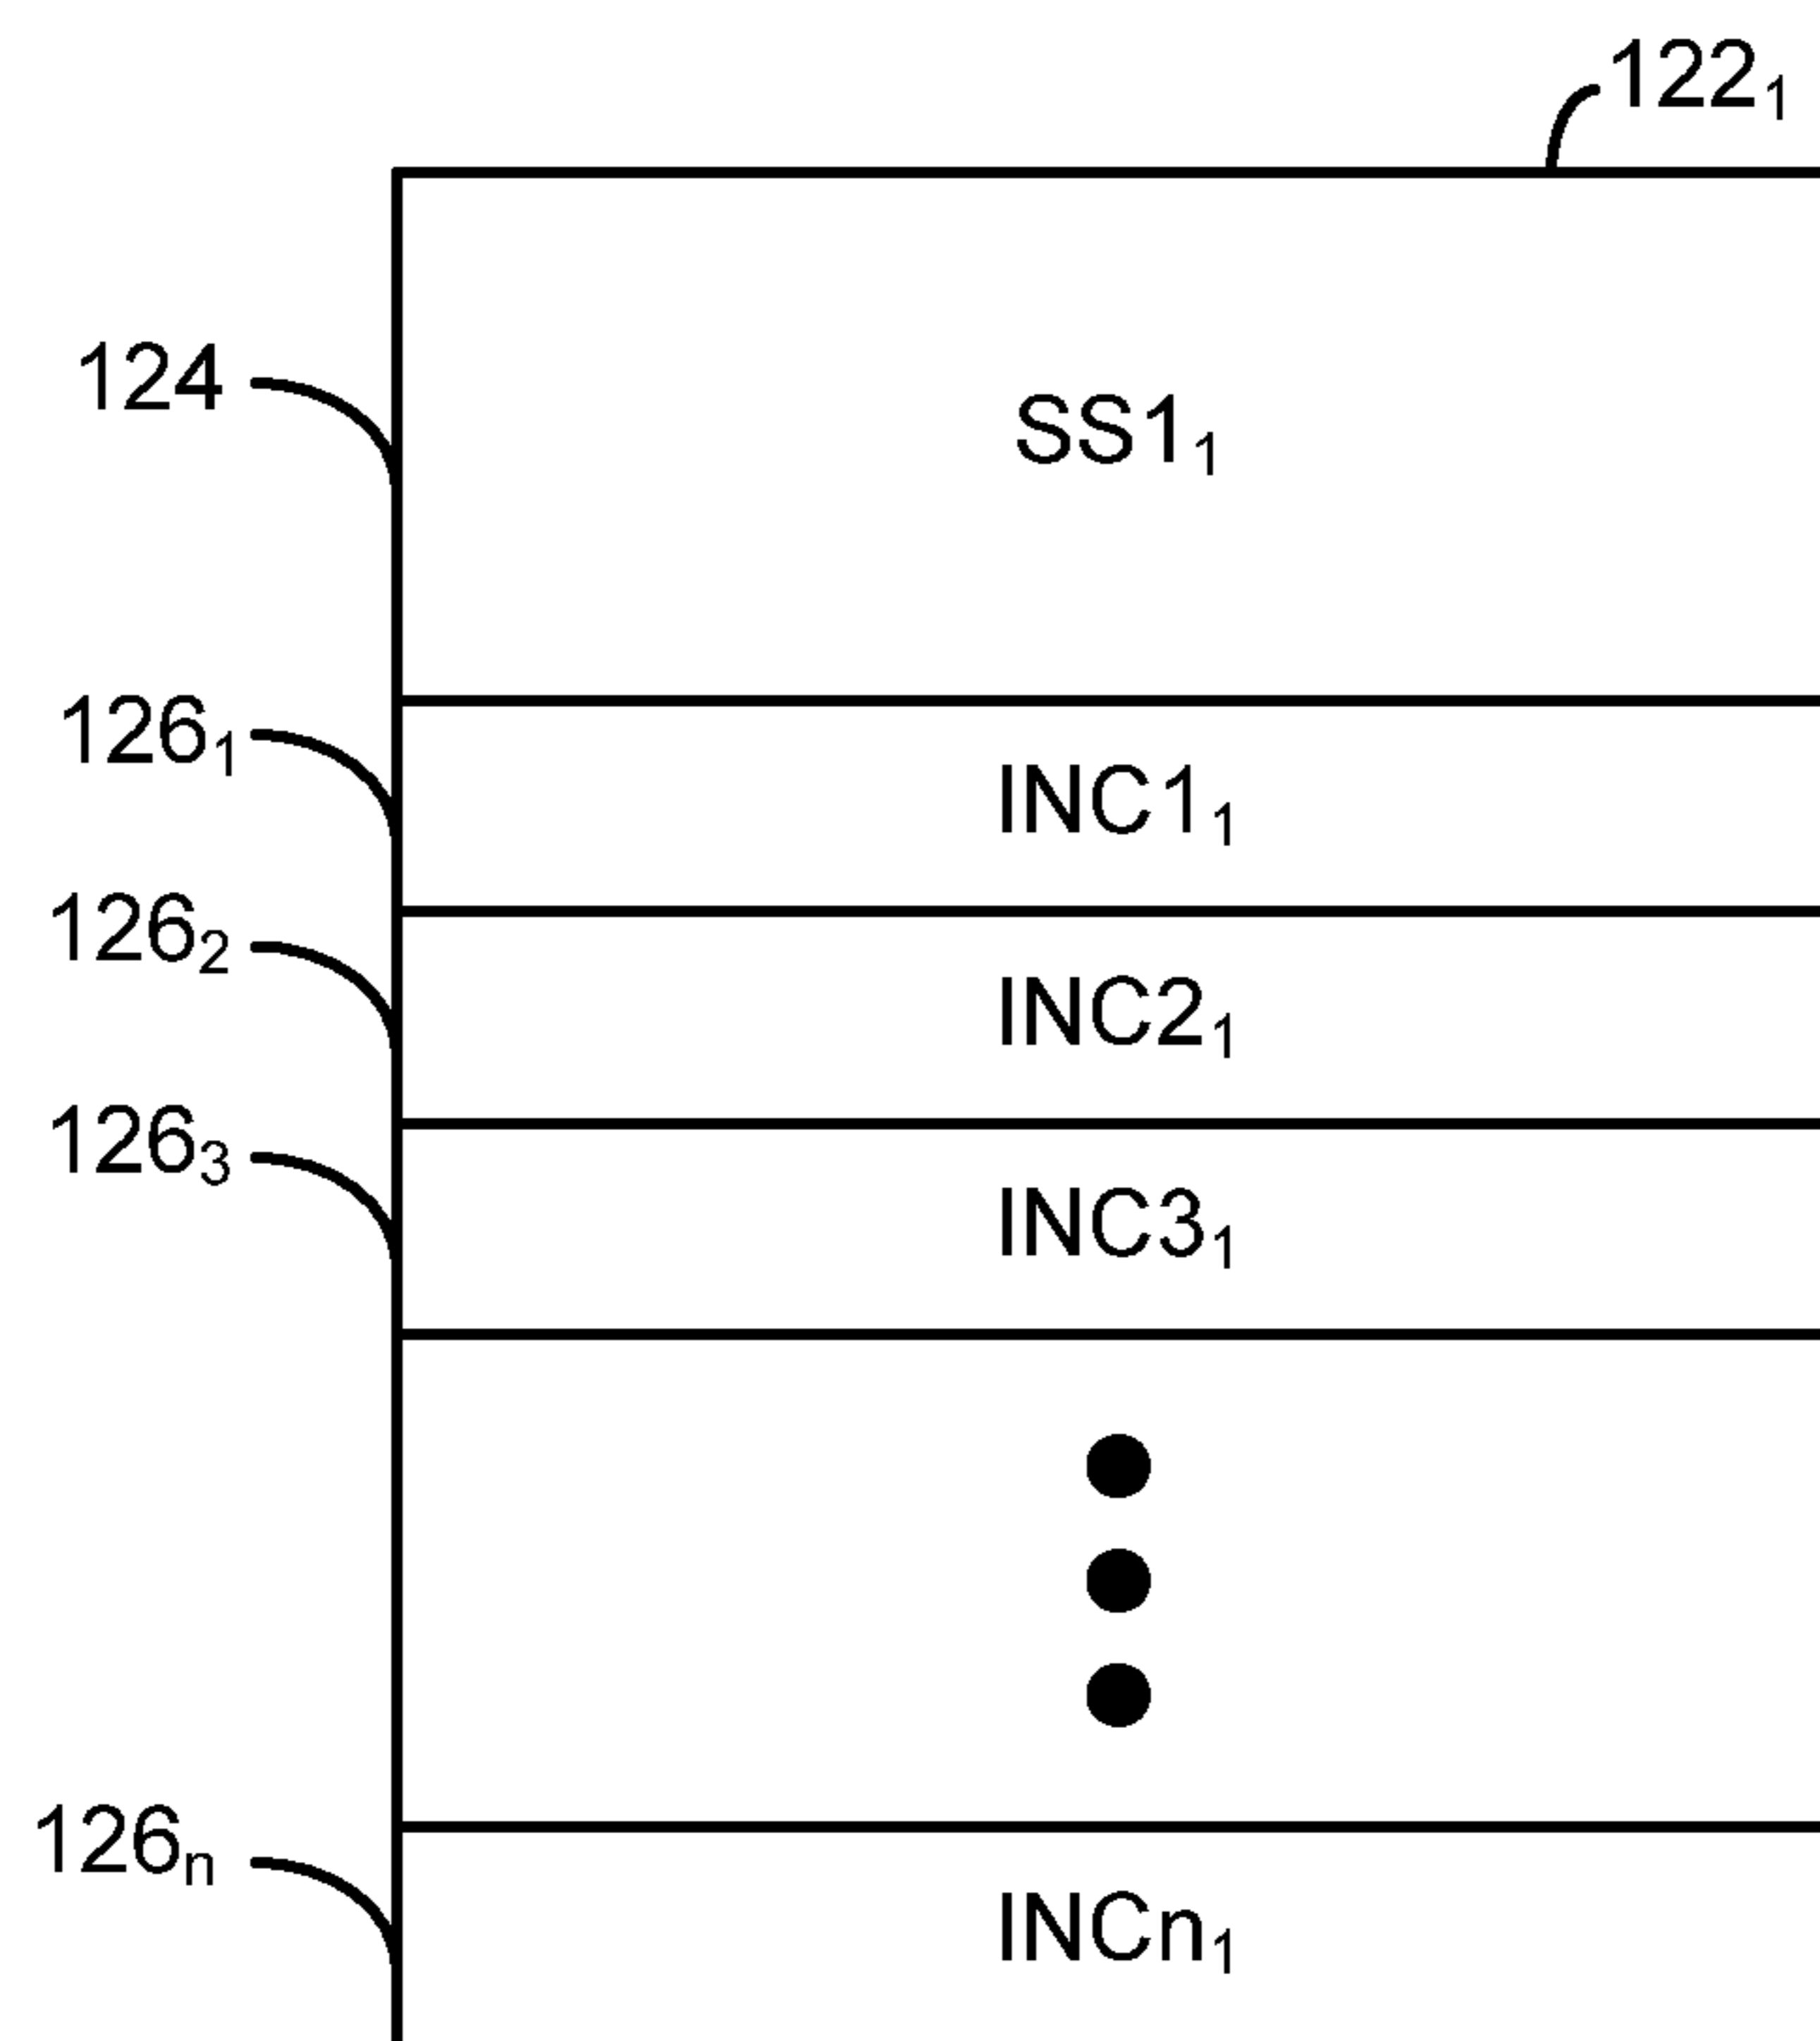 122₁
124
SS1₁
126₁
INC1₁
126₂
INC2₁
126₃
INC3₁
126ₙ
INCn₁